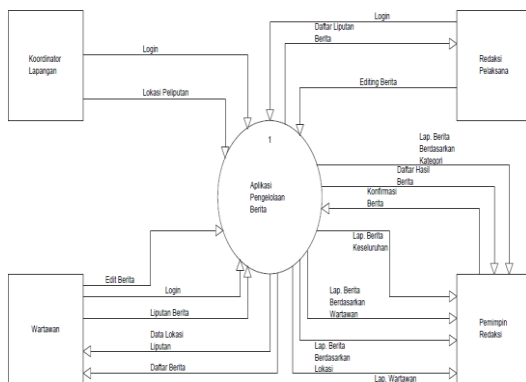 Login
Daftar Liputan
Berita
Koordinator
Lapangan
Login
Redaksi
Pelaksana
Lokasi Peliputan
Editing Berita
1
Lap. Berita
Berdasarkan
Kategori
Aplikasi
Pengelolaan
Berita
Daftar Hasil
Berita
Konfirmasi
Berita
Lap. Berita
Keseluruhan
Edit Berita
Login
Wartawan
Liputan Berita
Lap. Berita
Berdasarkan
Wartawan
Pemimpin
Redaksi
Data Lokasi
Liputan
Lap. Berita
Berdasarkan
Lokasi
Daftar Berita
Lap. Wartawan